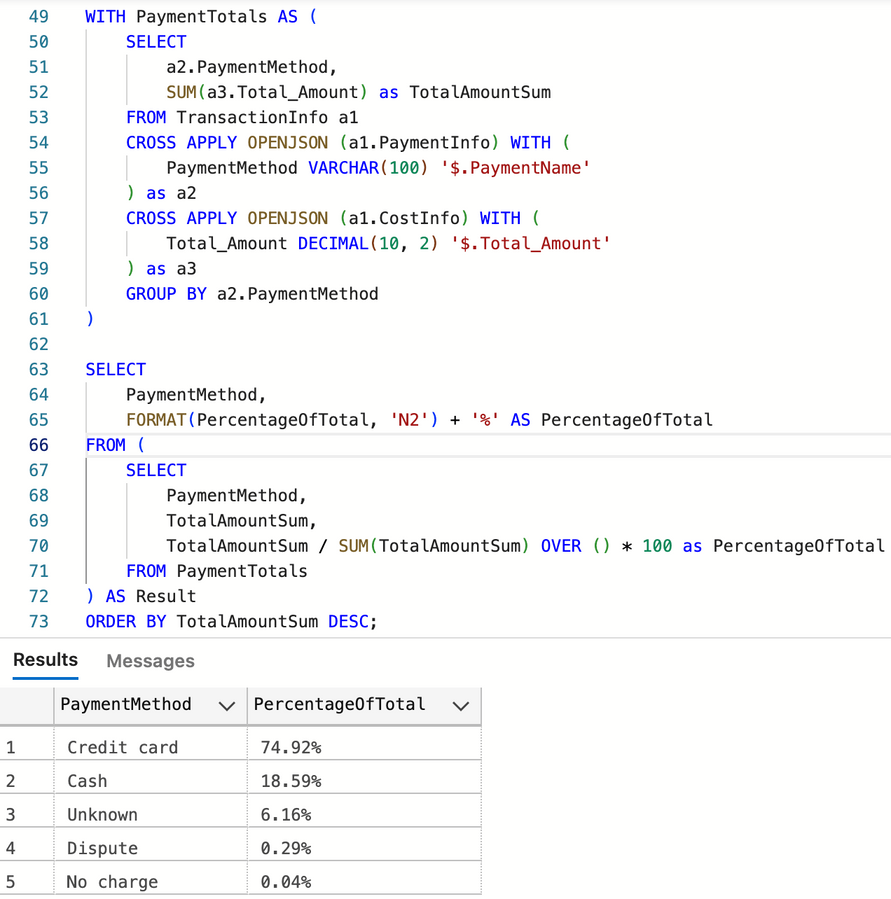 49 WITH PaymentTotals AS (
50 SELECT
51 a2.PaymentMethod,
52 SUM(a3.Total_Amount) as TotalAmountSum
53 FROM TransactionInfo a1
54 CROSS APPLY OPENJSON (a1.PaymentInfo) WITH (
55 PaymentMethod VARCHAR(100) '$.PaymentName'
56 ) as a2
57 CROSS APPLY OPENJSON (a1.CostInfo) WITH (
58 Total_Amount DECIMAL(10, 2) '$.Total_Amount'
59 ) as a3
60 GROUP BY a2.PaymentMethod
61 )
62
63 SELECT
64 PaymentMethod,
65 FORMAT(PercentageOfTotal, 'N2') + '%' AS PercentageOfTotal
66 FROM (
67 SELECT
68 PaymentMethod,
69 TotalAmountSum,
70 TotalAmountSum / SUM(TotalAmountSum) OVER () * 100 as PercentageOfTotal
71 FROM PaymentTotals
72 ) AS Result
73 ORDER BY TotalAmountSum DESC;
Results Messages
PaymentMethod PercentageOfTotal
1 Credit card 74.92%
2 Cash 18.59%
3 Unknown 6.16%
4 Dispute 0.29%
5 No charge 0.04%